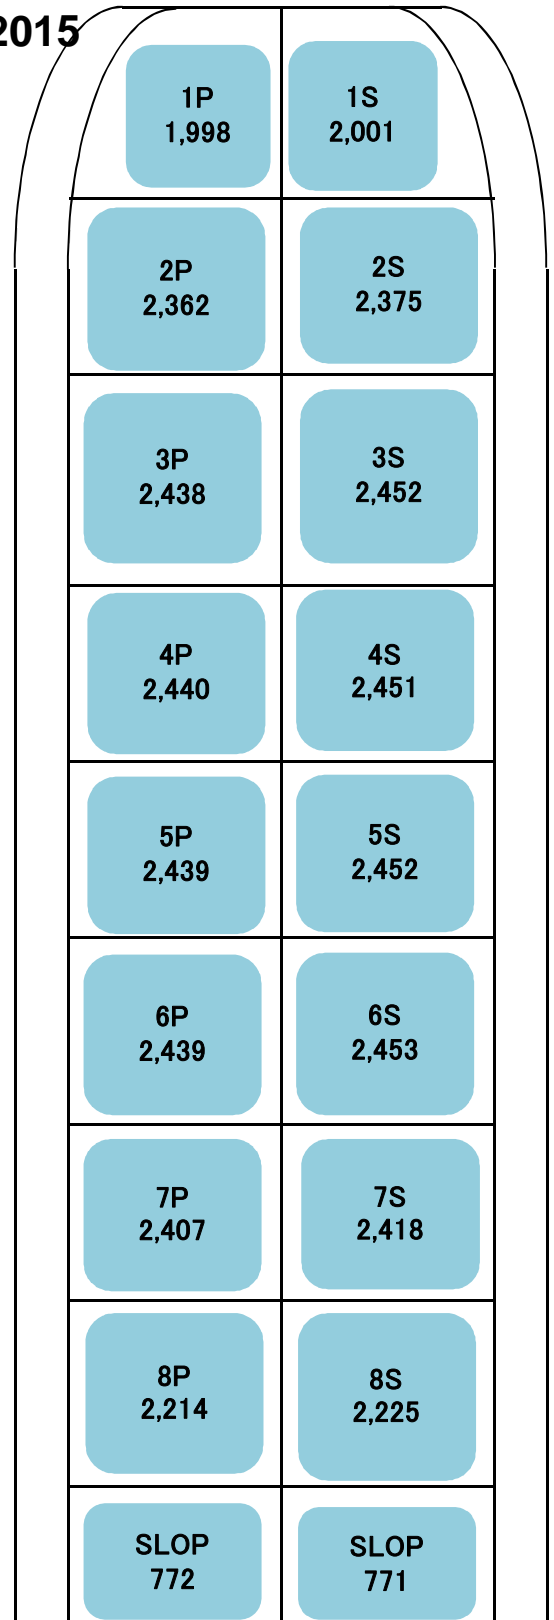 2015
1P
1,998
1S
2,001
2P
2,362
2S
2,375
3P
2,438
3S
2,452
4P
2,440
4S
2,451
5P
2,439
5S
2,452
6P
2,439
6S
2,453
7P
2,407
7S
2,418
8P
2,214
8S
2,225
SLOP
772
SLOP
771